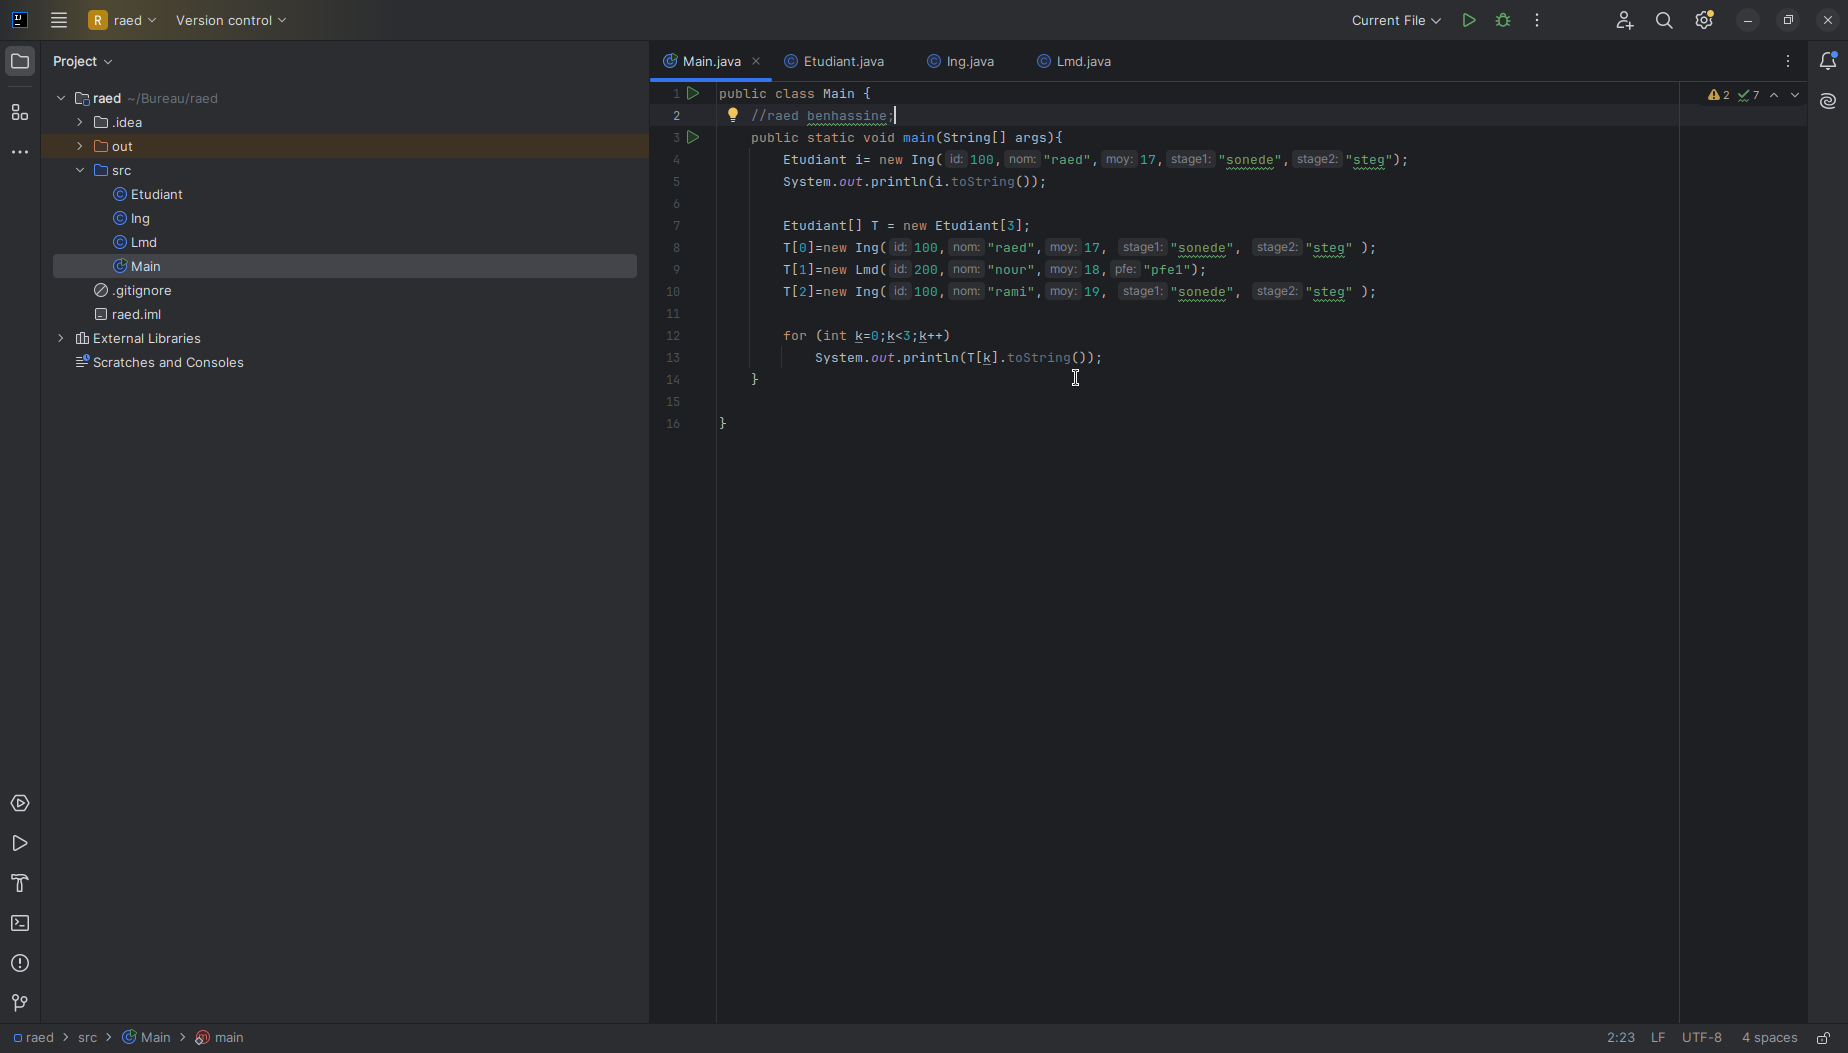 R raed Version control Current File
Project
raed ~/Bureau/raed
.idea
out
src
Etudiant
Ing
Lmd
Main
.gitignore
raed.iml
External Libraries
Scratches and Consoles
Main.java Etudiant.java Ing.java Lmd.java
2 7
1 public class Main {
2 //raed benhassine;
3 public static void main(String[] args){
4 Etudiant i= new Ing( id: 100, nom: "raed", moy: 17, stage1: "sonede", stage2: "steg");
5 System.out.println(i.toString());
6
7 Etudiant[] T = new Etudiant[3];
8 T[0]=new Ing( id: 100, nom: "raed", moy: 17, stage1: "sonede", stage2: "steg" );
9 T[1]=new Lmd( id: 200, nom: "nour", moy: 18, pfe: "pfe1");
10 T[2]=new Ing( id: 100, nom: "rami", moy: 19, stage1: "sonede", stage2: "steg" );
11
12 for (int k=0;k<3;k++)
13 System.out.println(T[k].toString());
14 }
15
16 }
raed > src > Main > main 2:23 LF UTF-8 4 spaces